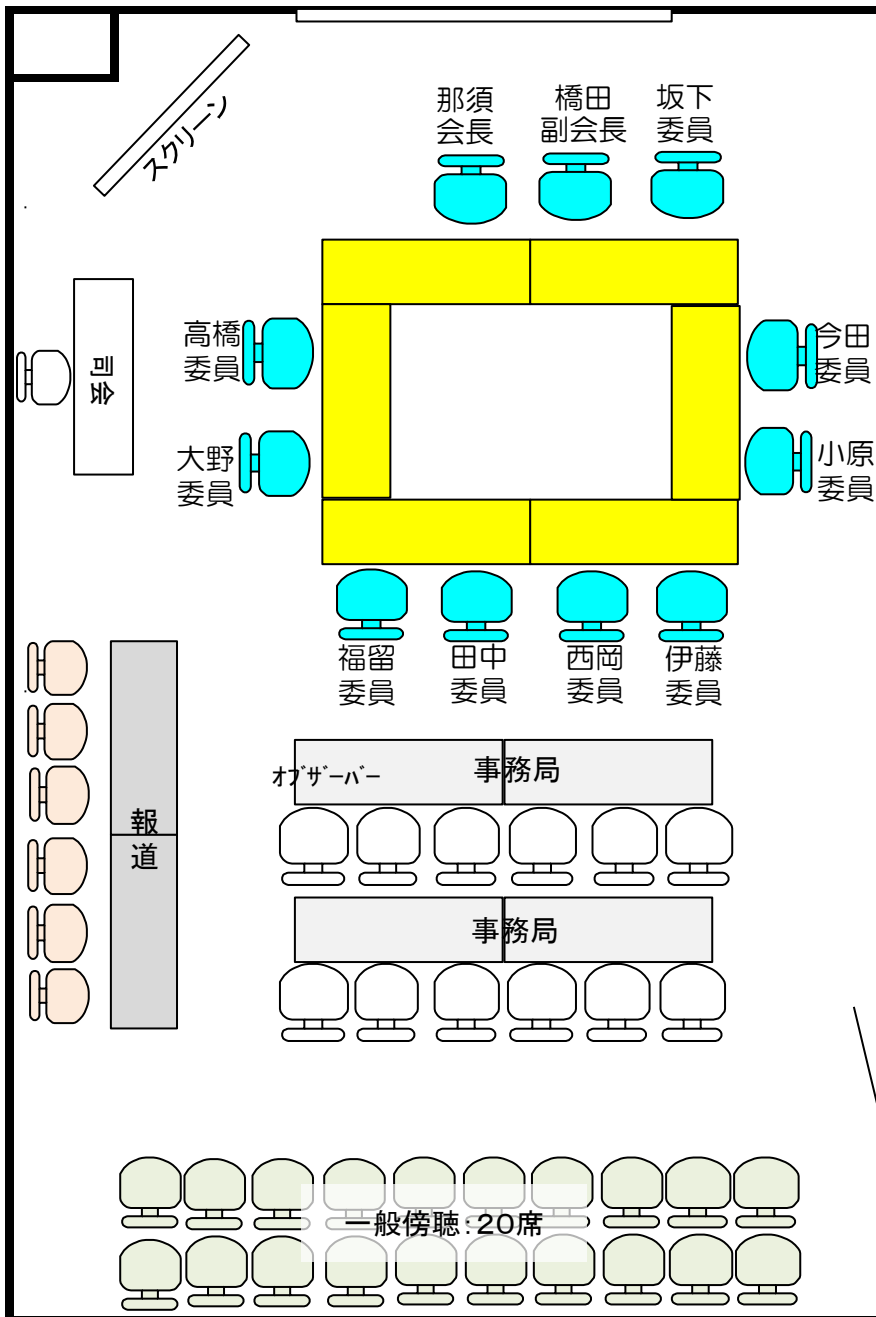 スクリーン
那須
会長
橋田
副会長
坂下
委員
高橋
委員
今田
委員
司会
大野
委員
小原
委員
福留
委員
田中
委員
西岡
委員
伊藤
委員
ｵﾌﾞｻﾞｰﾊﾞｰ
事務局
報
道
事務局
一般傍聴：20席